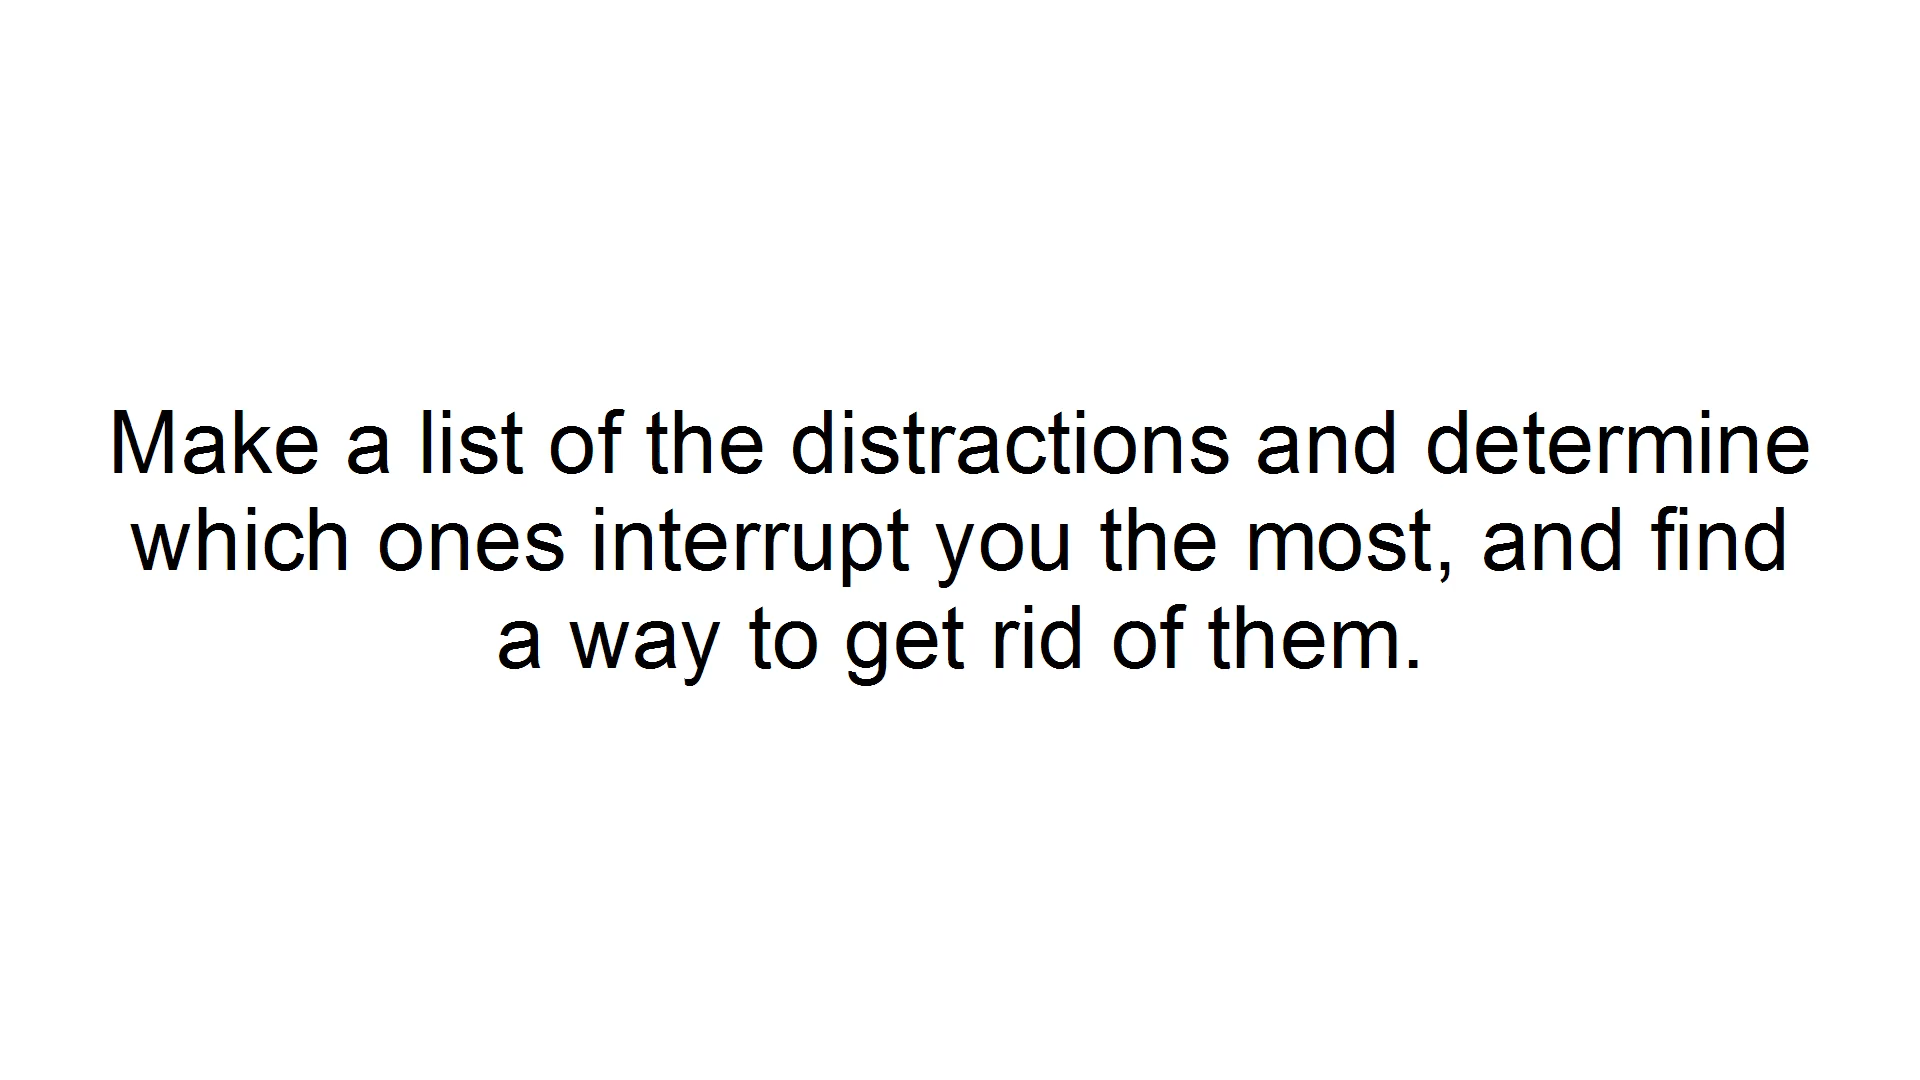 Make a list of the distractions and determine
which ones interrupt you the most, and find
a way to get rid of them.